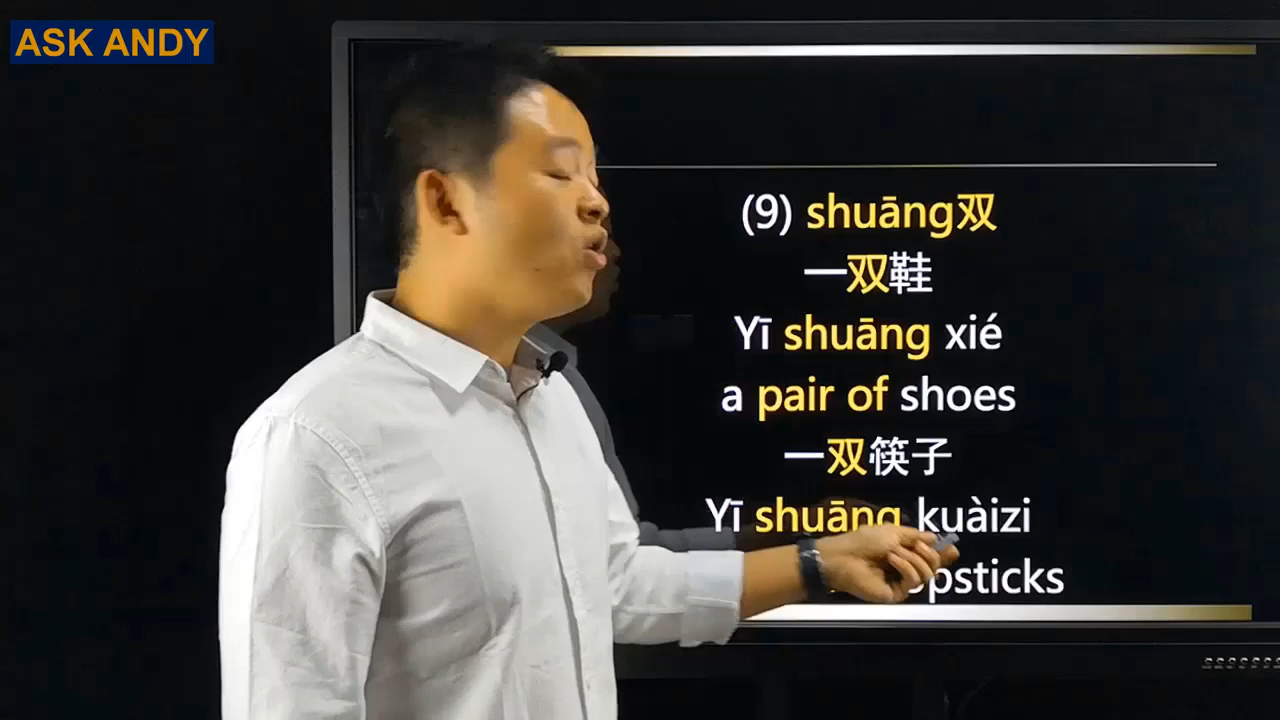 ASK ANDY
(9) shuāng双
一双鞋
Yī shuāng xié
a pair of shoes
一双筷子
Yī shuāng kuàizi